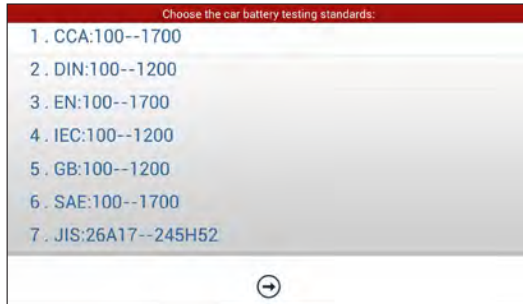 Choose the car battery testing standards:
1 . CCA:100--1700
2 . DIN:100--1200
3 . EN:100--1700
4 . IEC:100--1200
5 . GB:100--1200
6 . SAE:100--1700
7 . JIS:26A17--245H52